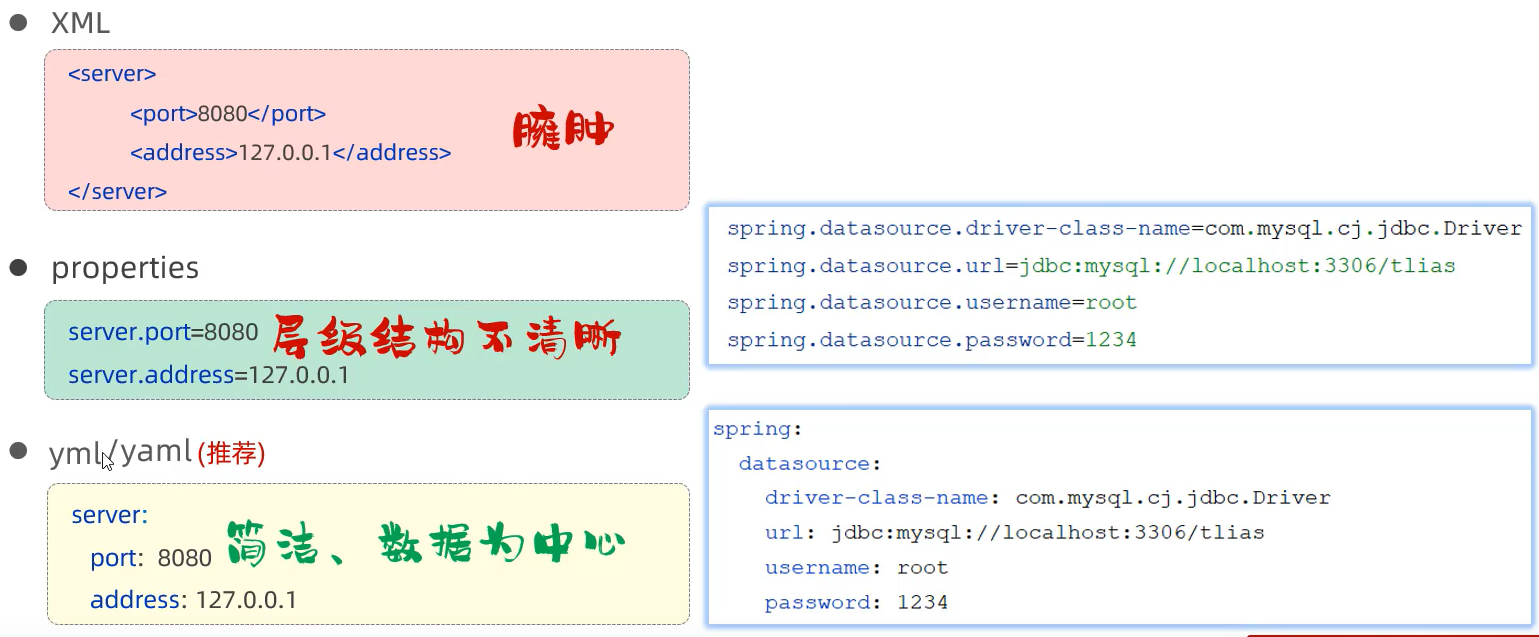 XML
<server>
<port>8080</port>
<address>127.0.0.1</address>
</server>
臃肿
properties
server.port=8080
层级结构不清晰
server.address=127.0.0.1
spring.datasource.driver-class-name=com.mysql.cj.jdbc.Driver
spring.datasource.url=jdbc:mysql://localhost:3306/tlias
spring.datasource.username=root
spring.datasource.password=1234
yml/yaml(推荐)
server:
port: 8080
简洁、数据为中心
address: 127.0.0.1
spring:
datasource:
driver-class-name: com.mysql.cj.jdbc.Driver
url: jdbc:mysql://localhost:3306/tlias
username: root
password: 1234